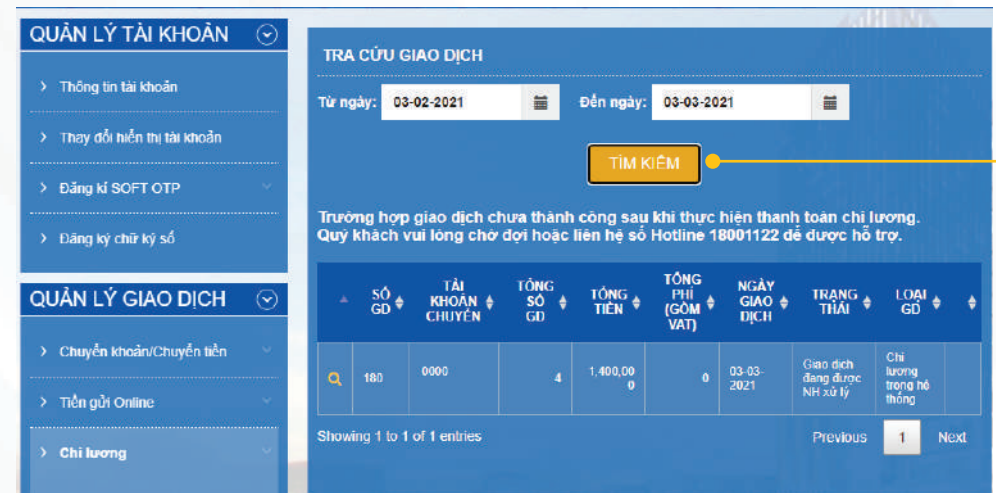 QUẢN LÝ TÀI KHOẢN
Thông tin tài khoản
Thay đổi hiển thị tài khoản
Đăng kí SOFT OTP
Đăng ký chữ ký số
QUẢN LÝ GIAO DỊCH
Chuyển khoản/Chuyển tiền
Tiền gửi Online
Chi lương
TRA CỨU GIAO DỊCH
Từ ngày: 03-02-2021 Đến ngày: 03-03-2021
TÌM KIẾM
Trường hợp giao dịch chưa thành công sau khi thực hiện thanh toán chi lương.
Quý khách vui lòng chờ đợi hoặc liên hệ số Hotline 18001122 để được hỗ trợ.
SỐ GD
TÀI KHOẢN CHUYỂN
TỔNG SỐ GD
TỔNG TIỀN
TỔNG PHÍ (GỒM VAT)
NGÀY GIAO DỊCH
TRẠNG THÁI
LOẠI GD
180
0000
4
1,400,00
0
0
03-03-
2021
Giao dịch
đang được
NH xử lý
Chi
lương
trong hệ
thống
Showing 1 to 1 of 1 entries
Previous 1 Next